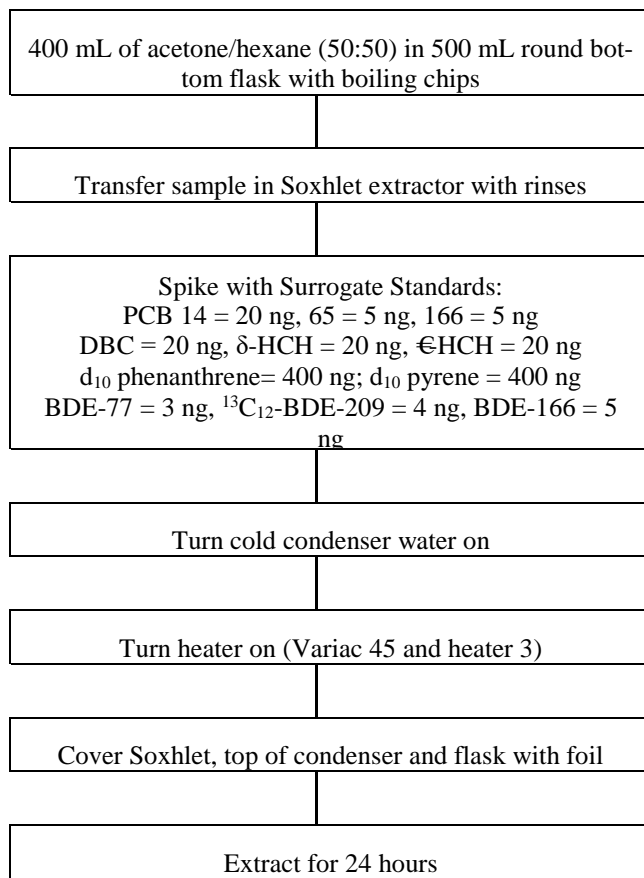 400 mL of acetone/hexane (50:50) in 500 mL round bot-
tom flask with boiling chips
Transfer sample in Soxhlet extractor with rinses
Spike with Surrogate Standards:
PCB 14 = 20 ng, 65 = 5 ng, 166 = 5 ng
DBC = 20 ng, δ-HCH = 20 ng, €-HCH = 20 ng
d₁₀ phenanthrene= 400 ng; d₁₀ pyrene = 400 ng
BDE-77 = 3 ng, ¹³C₁₂-BDE-209 = 4 ng, BDE-166 = 5
ng
Turn cold condenser water on
Turn heater on (Variac 45 and heater 3)
Cover Soxhlet, top of condenser and flask with foil
Extract for 24 hours